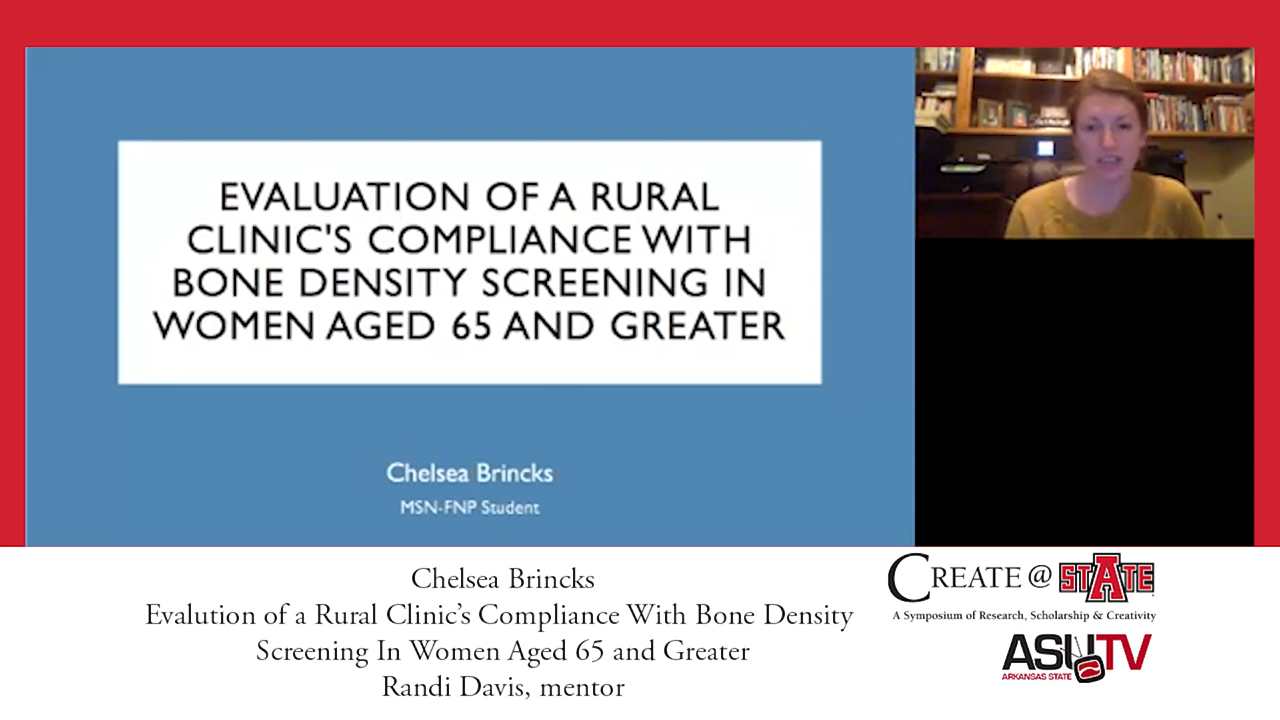 EVALUATION OF A RURAL
CLINIC'S COMPLIANCE WITH
BONE DENSITY SCREENING IN
WOMEN AGED 65 AND GREATER
Chelsea Brincks
MSN-FNP Student
Chelsea Brincks
Evalution of a Rural Clinic’s Compliance With Bone Density
Screening In Women Aged 65 and Greater
Randi Davis, mentor
CREATE @ STATE
A Symposium of Research, Scholarship & Creativity
ASUTV
ARKANSAS STATE